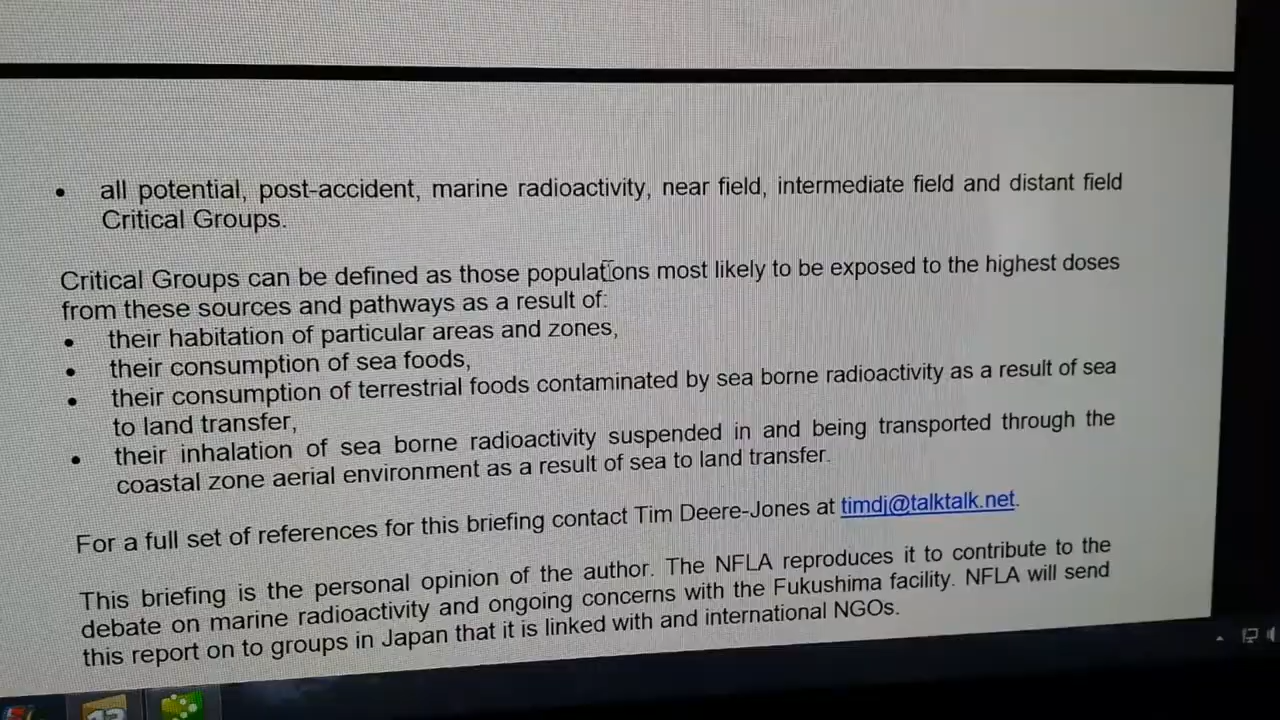 • all potential, post-accident, marine radioactivity, near field, intermediate field and distant field
Critical Groups.
Critical Groups can be defined as those populations most likely to be exposed to the highest doses
from these sources and pathways as a result of:
• their habitation of particular areas and zones,
• their consumption of sea foods,
• their consumption of terrestrial foods contaminated by sea borne radioactivity as a result of sea
to land transfer,
• their inhalation of sea borne radioactivity suspended in and being transported through the
coastal zone aerial environment as a result of sea to land transfer.
For a full set of references for this briefing contact Tim Deere-Jones at timdj@talktalk.net.
This briefing is the personal opinion of the author. The NFLA reproduces it to contribute to the
debate on marine radioactivity and ongoing concerns with the Fukushima facility. NFLA will send
this report on to groups in Japan that it is linked with and international NGOs.